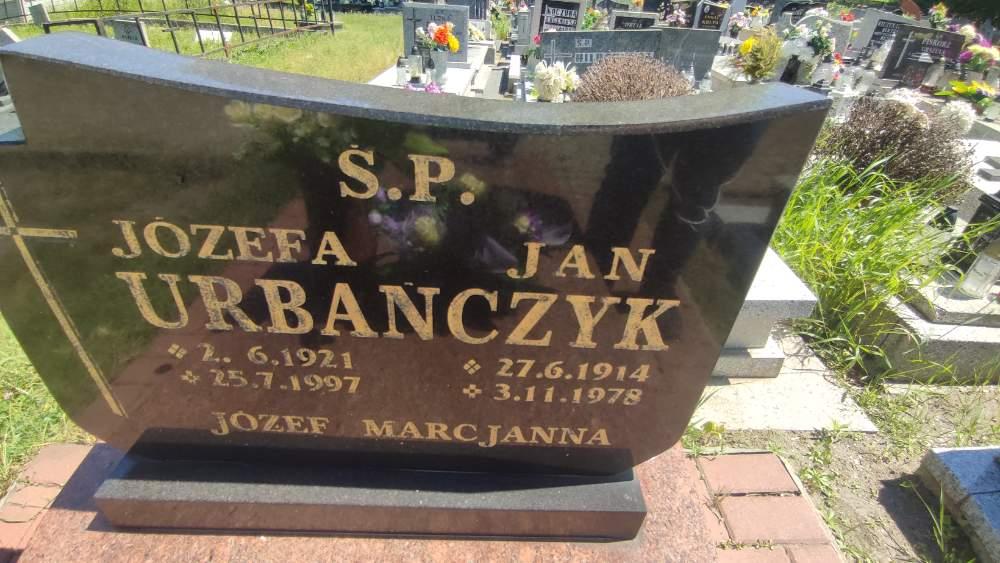 Ś.P.
JÓZEFA JAN
URBAŃCZYK
2. 6.1921 27.6.1914
25.7.1997 3.11.1978
JÓZEF MARCJANNA